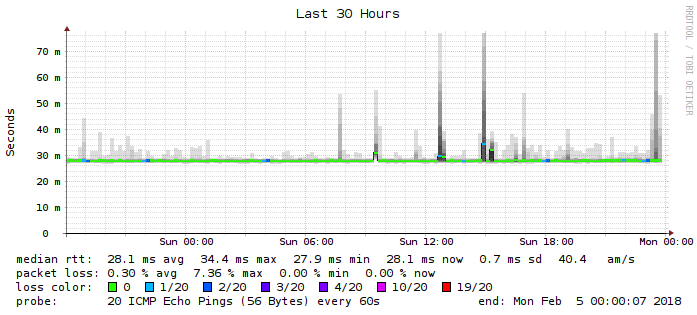 Last 30 Hours
RRDTOOL / TOBI OETIKER
Seconds
70 m
60 m
50 m
40 m
30 m
20 m
10 m
0
Sun 00:00 Sun 06:00 Sun 12:00 Sun 18:00 Mon 00:00
median rtt: 28.1 ms avg 34.4 ms max 27.9 ms min 28.1 ms now 0.7 ms sd 40.4 am/s
packet loss: 0.30 % avg 7.36 % max 0.00 % min 0.00 % now
loss color: 0 1/20 2/20 3/20 4/20 10/20 19/20
probe: 20 ICMP Echo Pings (56 Bytes) every 60s end: Mon Feb 5 00:00:07 2018